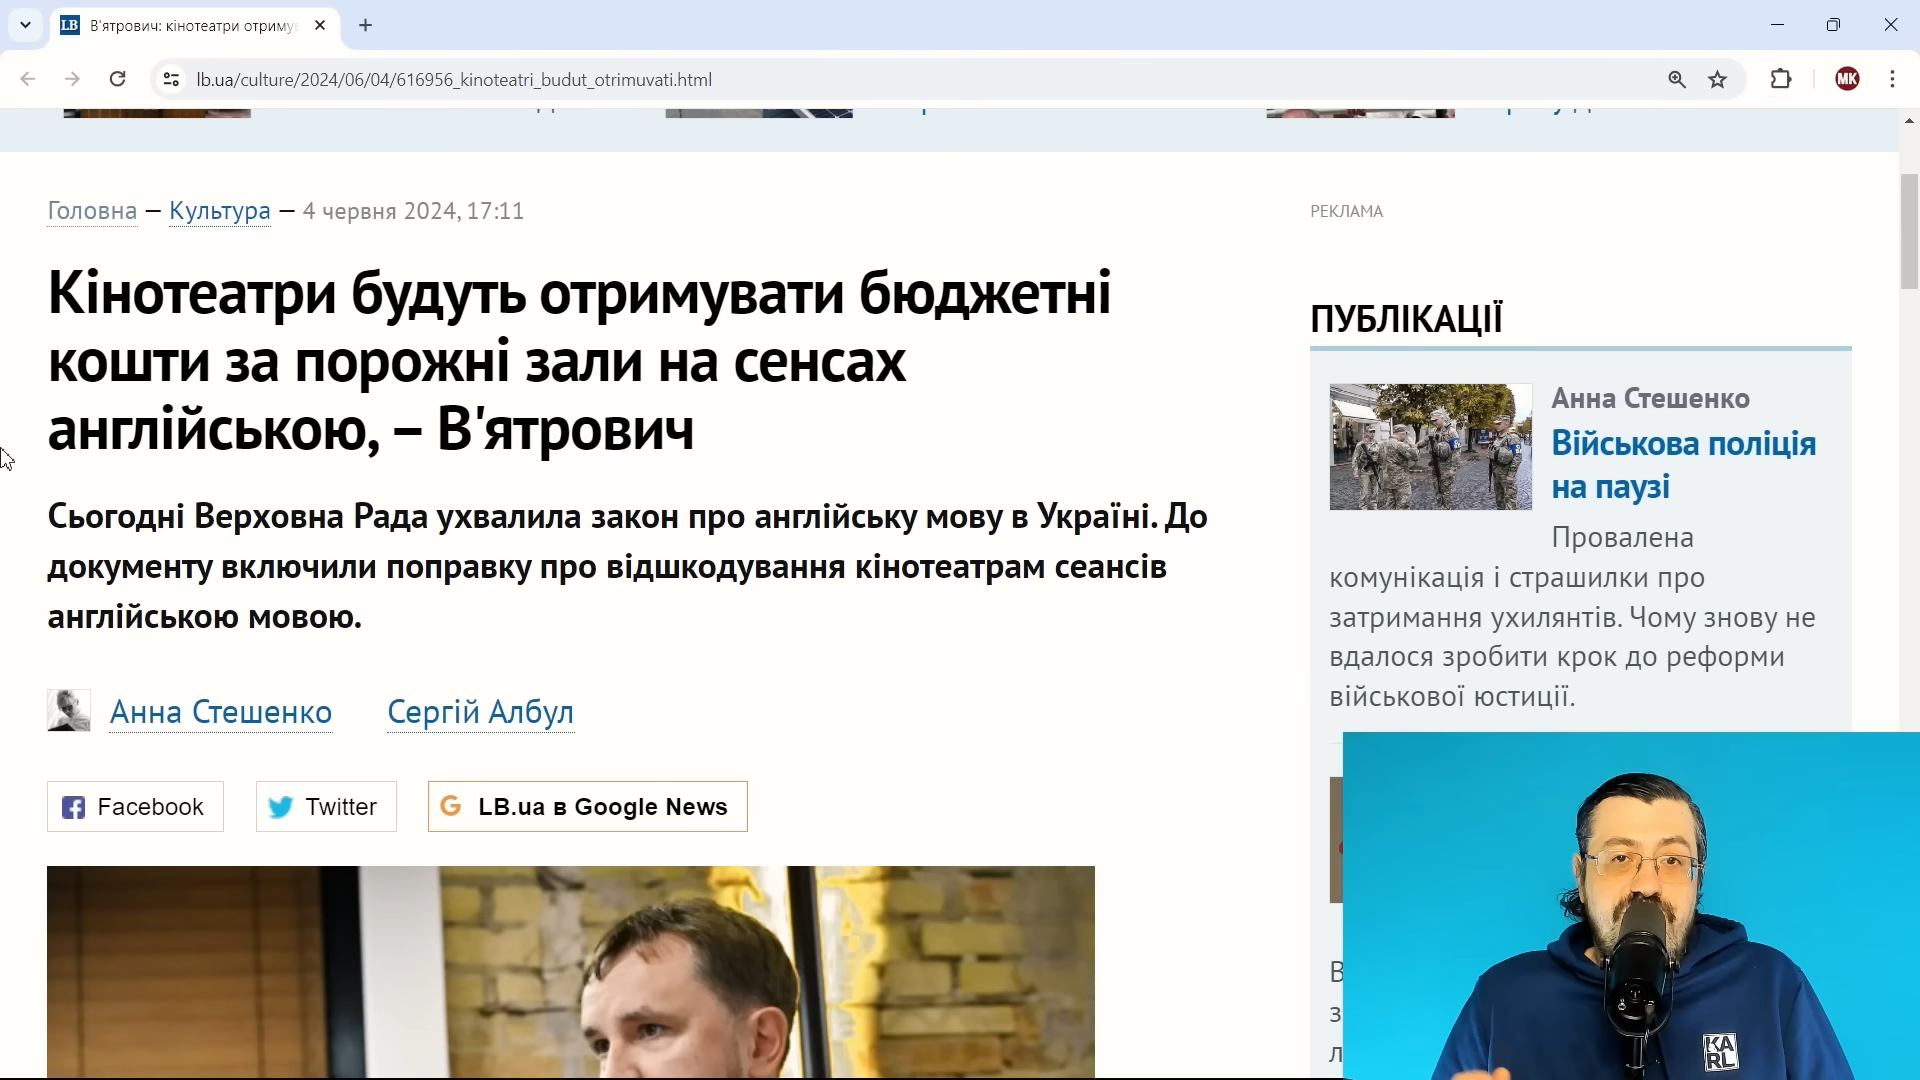 В'ятрович: кінотеатри отриму
lb.ua/culture/2024/06/04/616956_kinoteatri_budut_otrimuvati.html
MK
Головна — Культура — 4 червня 2024, 17:11
Кінотеатри будуть отримувати бюджетні
кошти за порожні зали на сенсах
англійською, – В'ятрович
Сьогодні Верховна Рада ухвалила закон про англійську мову в Україні. До
документу включили поправку про відшкодування кінотеатрам сеансів
англійською мовою.
Анна Стешенко Сергій Албул
Facebook Twitter LB.ua в Google News
РЕКЛАМА
ПУБЛІКАЦІЇ
Анна Стешенко
Військова поліція
на паузі
Провалена
комунікація і страшилки про
затримання ухилянтів. Чому знову не
вдалося зробити крок до реформи
військової юстиції.
KA
RL